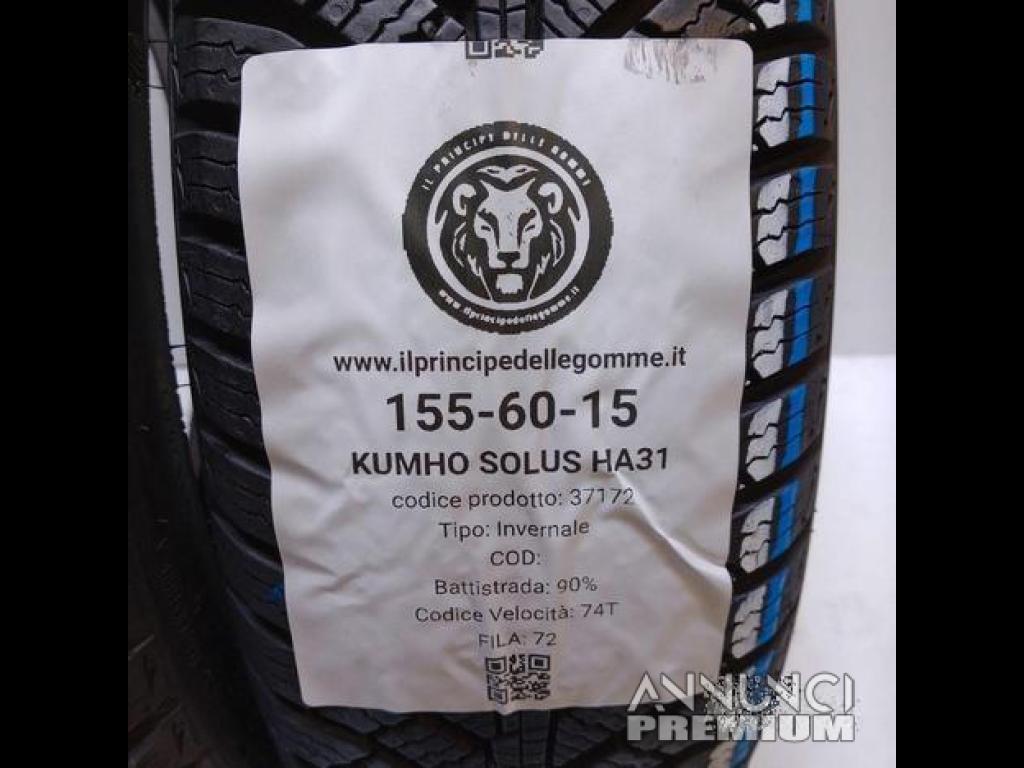 IL PRINCIPE DELLE GOMME
www.ilprincipedellegomme.it
www.ilprincipedellegomme.it
155-60-15
KUMHO SOLUS HA31
codice prodotto: 37172
Tipo: Invernale
COD:
Battistrada: 90%
Codice Velocità: 74T
FILA: 72
ANNUNCI
PREMIUM